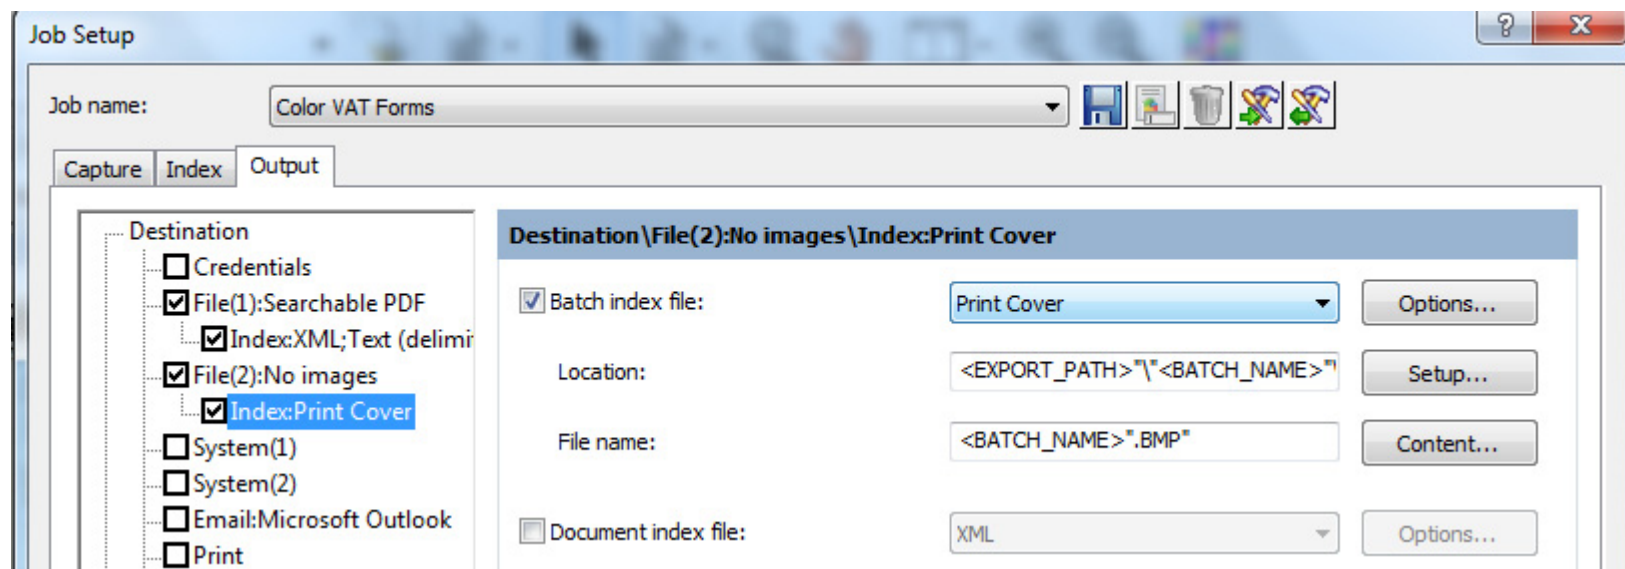 Job Setup
Job name:
Color VAT Forms
Capture
Index
Output
Destination
Credentials
File(1):Searchable PDF
Index:XML;Text (delimi
File(2):No images
Index:Print Cover
System(1)
System(2)
Email:Microsoft Outlook
Print
Destination\File(2):No images\Index:Print Cover
Batch index file:
Print Cover
Options...
Location:
<EXPORT_PATH>"\"<BATCH_NAME>"\
Setup...
File name:
<BATCH_NAME>".BMP"
Content...
Document index file:
XML
Options...